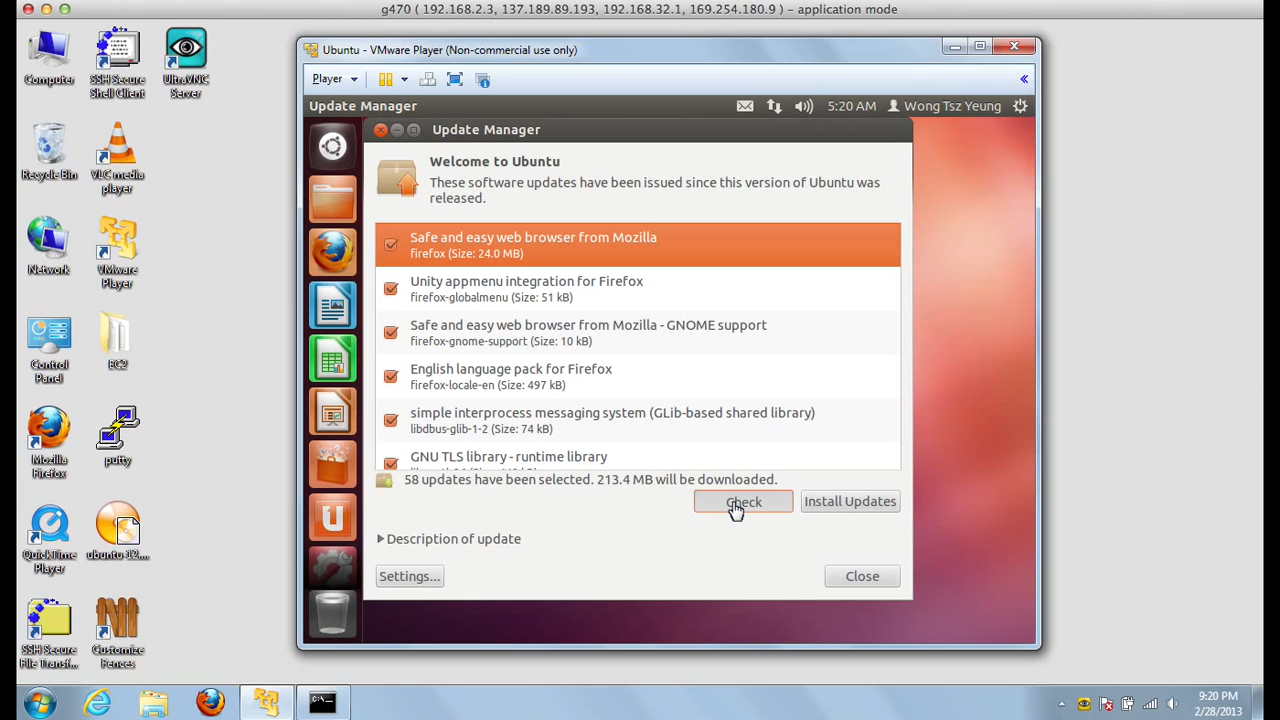 g470 ( 192.168.2.3, 137.189.89.193, 192.168.32.1, 169.254.180.9 ) – application mode
Computer
SSH Secure
Shell Client
UltraVNC
Server
Recycle Bin
VLC media
player
Network
VMware
Player
Control
Panel
EC2
Mozilla
Firefox
putty
QuickTime
Player
ubuntu-12....
SSH Secure
File Transf...
Customize
Fences
Ubuntu - VMware Player (Non-commercial use only)
Player
«
Update Manager
5:20 AM
Wong Tsz Yeung
Update Manager
Welcome to Ubuntu
These software updates have been issued since this version of Ubuntu was
released.
Safe and easy web browser from Mozilla
firefox (Size: 24.0 MB)
Unity appmenu integration for Firefox
firefox-globalmenu (Size: 51 kB)
Safe and easy web browser from Mozilla - GNOME support
firefox-gnome-support (Size: 10 kB)
English language pack for Firefox
firefox-locale-en (Size: 497 kB)
simple interprocess messaging system (GLib-based shared library)
libdbus-glib-1-2 (Size: 74 kB)
GNU TLS library - runtime library
58 updates have been selected. 213.4 MB will be downloaded.
Check
Install Updates
Description of update
Settings...
Close
9:20 PM
2/28/2013